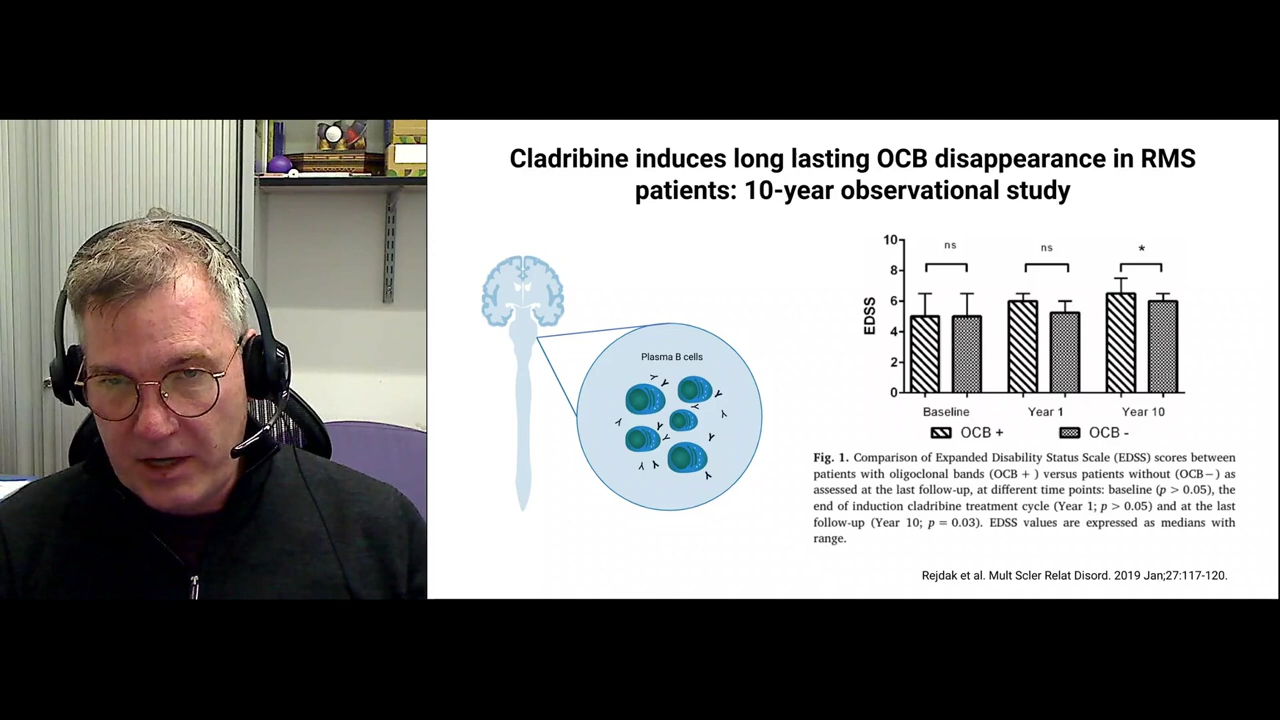 Cladribine induces long lasting OCB disappearance in RMS
patients: 10-year observational study
Plasma B cells
10
8
6
4
2
0
EDSS
ns
ns
*
Baseline
Year 1
Year 10
OCB +
OCB -
Fig. 1. Comparison of Expanded Disability Status Scale (EDSS) scores between
patients with oligoclonal bands (OCB + ) versus patients without (OCB−) as
assessed at the last follow-up, at different time points: baseline (p > 0.05), the
end of induction cladribine treatment cycle (Year 1; p > 0.05) and at the last
follow-up (Year 10; p = 0.03). EDSS values are expressed as medians with
range.
Rejdak et al. Mult Scler Relat Disord. 2019 Jan;27:117-120.